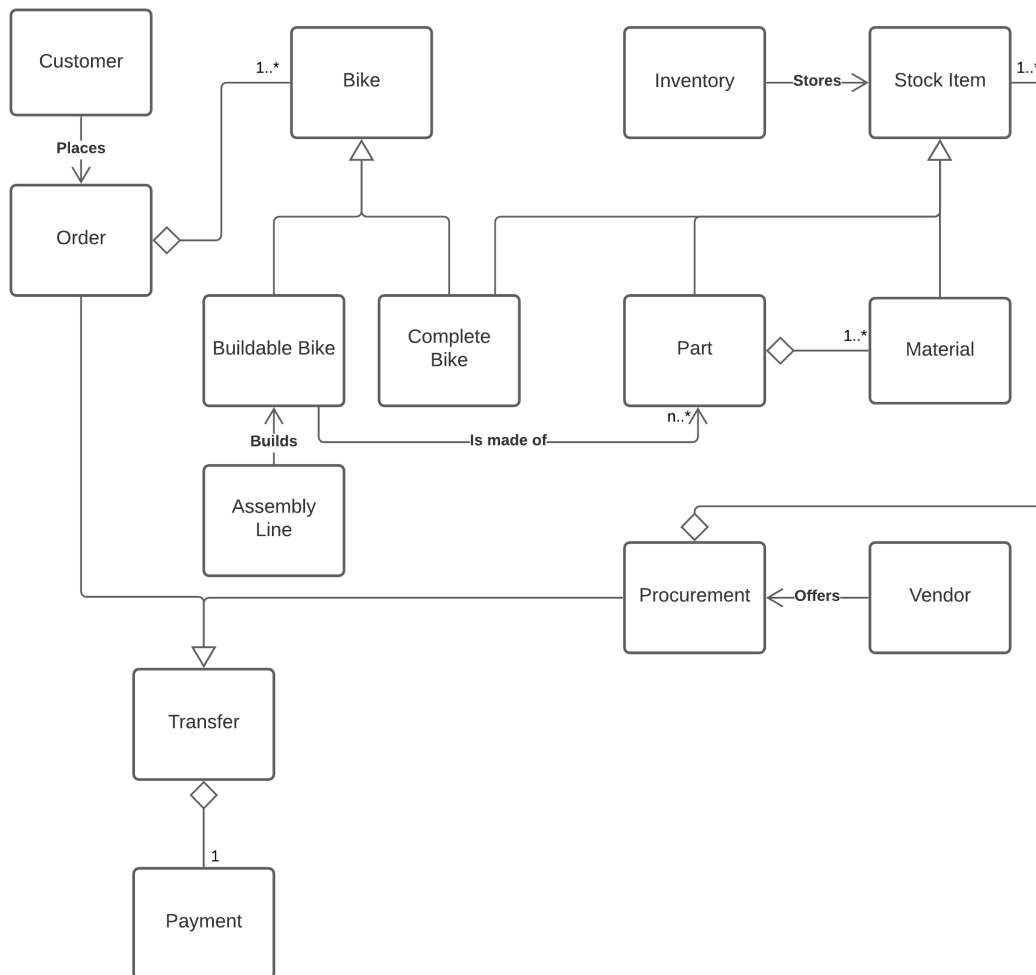 Customer
1..*
Bike
Inventory
Stores
Stock Item
1..*
Places
Order
Buildable Bike
Complete
Bike
Part
1..*
Material
n..*
Builds
Is made of
Assembly
Line
Procurement
Offers
Vendor
Transfer
1
Payment